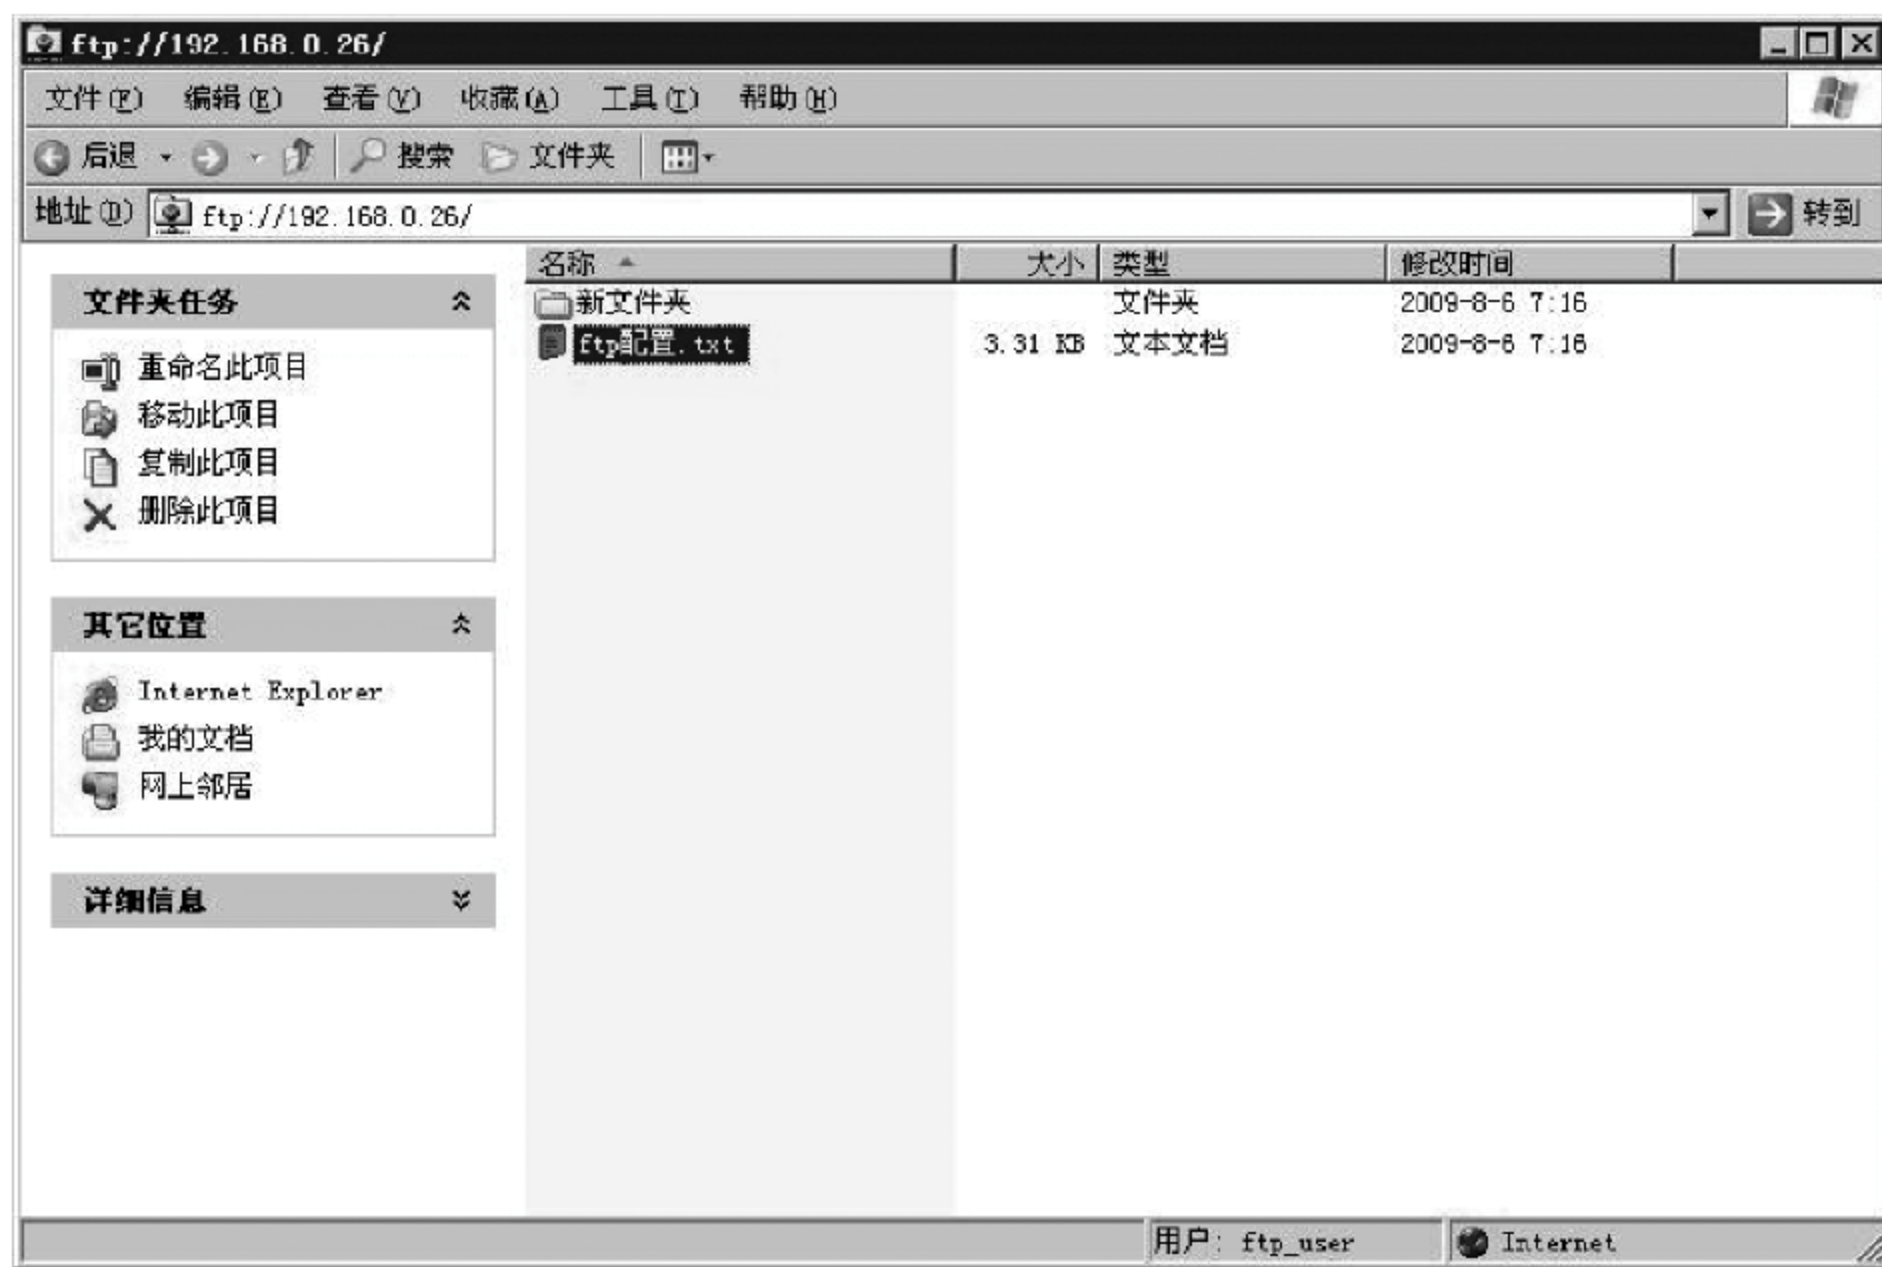 ftp://192.168.0.26/
文件(F) 编辑(E) 查看(V) 收藏(A) 工具(T) 帮助(H)
后退 搜索 文件夹
地址(D) ftp://192.168.0.26/ 转到
名称 大小 类型 修改时间
新文件夹 文件夹 2009-8-6 7:16
ftp配置.txt 3.31 KB 文本文档 2009-8-6 7:16
文件夹任务
重命名此项目
移动此项目
复制此项目
删除此项目
其它位置
Internet Explorer
我的文档
网上邻居
详细信息
用户: ftp_user Internet